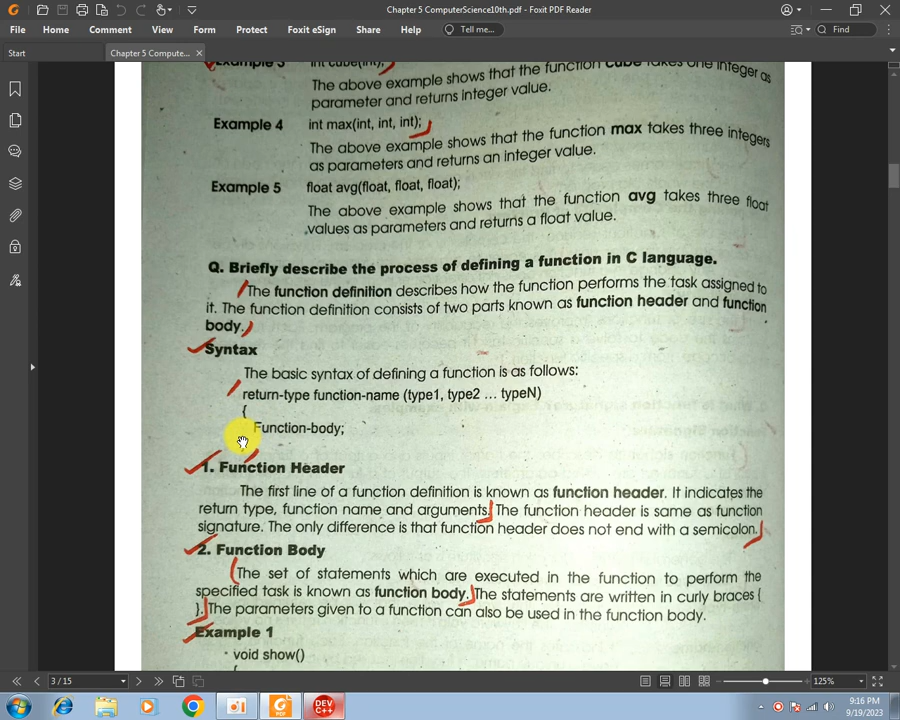 Chapter 5 ComputerScience10th.pdf - Foxit PDF Reader
File Home Comment View Form Protect Foxit eSign Share Help Tell me... Find
Start Chapter 5 Compute...
Example 3 int cube(int);
The above example shows that the function cube takes one integer as
parameter and returns integer value.
Example 4 int max(int, int, int);
The above example shows that the function max takes three integers
as parameters and returns an integer value.
Example 5 float avg(float, float, float);
The above example shows that the function avg takes three float
values as parameters and returns a float value.
Q. Briefly describe the process of defining a function in C language.
The function definition describes how the function performs the task assigned to
it. The function definition consists of two parts known as function header and function
body.
Syntax
The basic syntax of defining a function is as follows:
return-type function-name (type1, type2 ... typeN)
{
Function-body;
1. Function Header
The first line of a function definition is known as function header. It indicates the
return type, function name and arguments. The function header is same as function
signature. The only difference is that function header does not end with a semicolon.
2. Function Body
The set of statements which are executed in the function to perform the
specified task is known as function body. The statements are written in curly braces {
}. The parameters given to a function can also be used in the function body.
Example 1
void show()
{
3 / 15 125%
DEV C++ 9:16 PM
9/19/2023